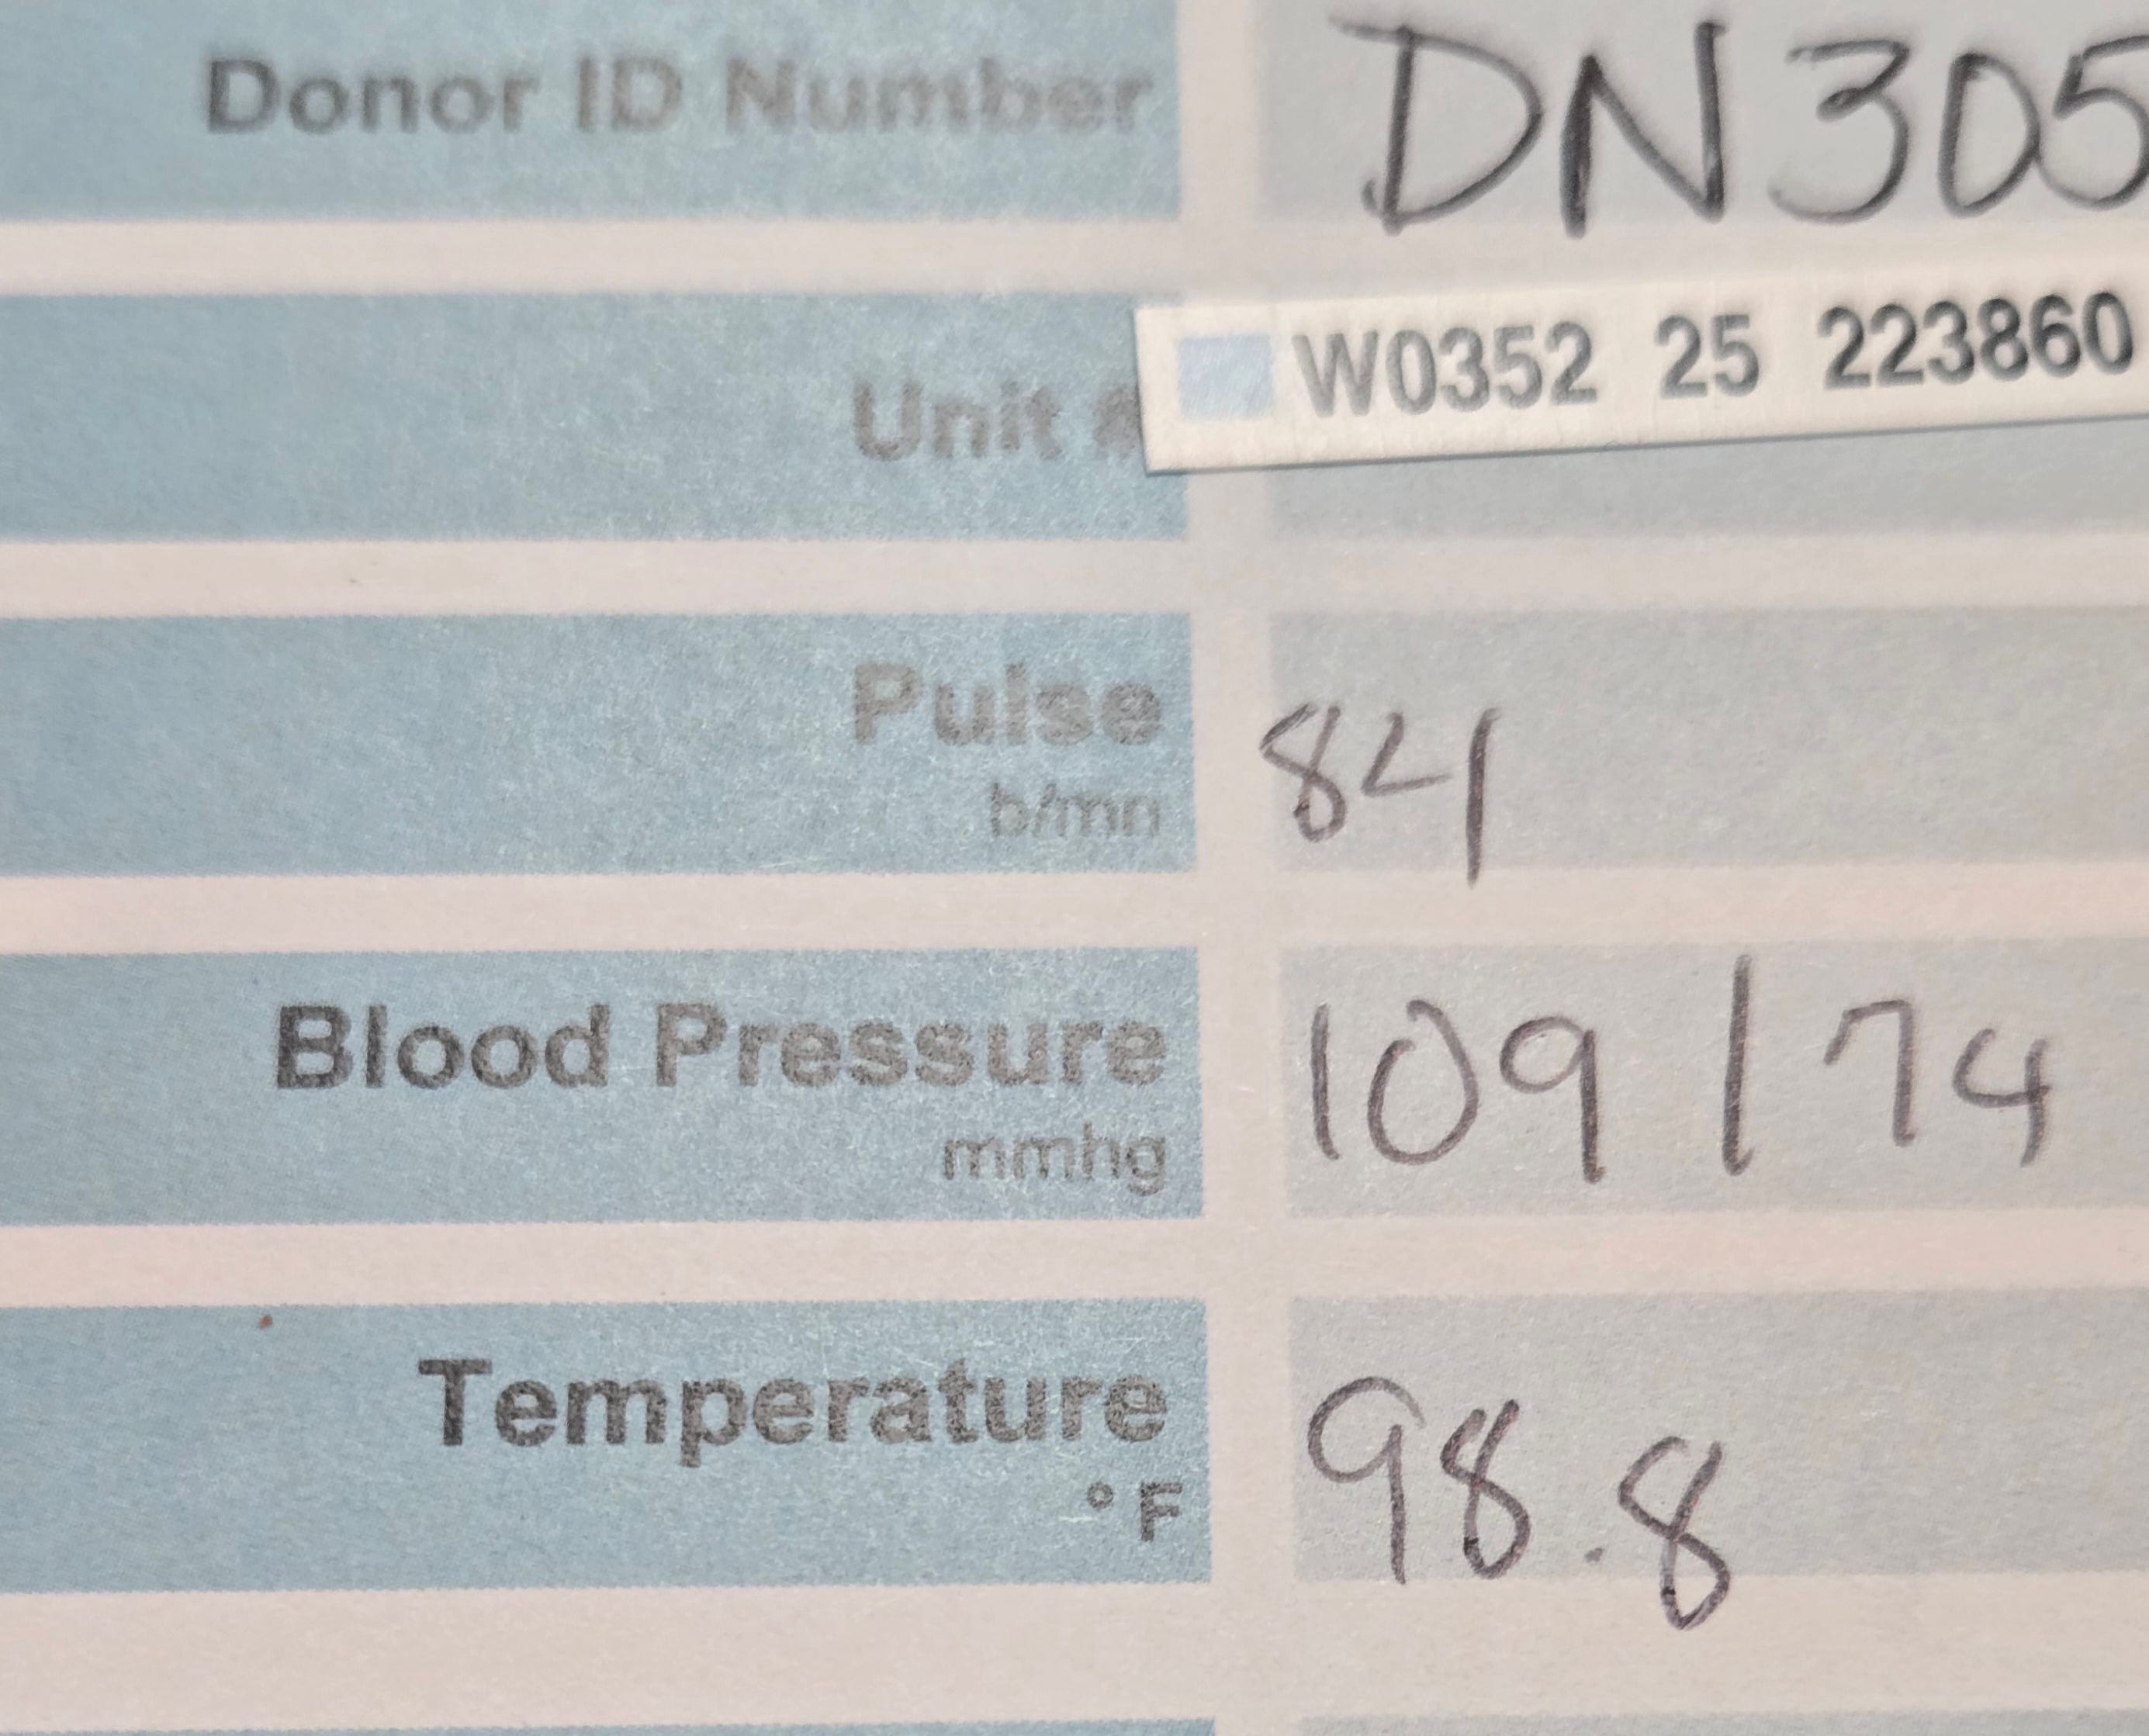 Donor ID Number DN305
Unit # W0352 25 223860
Pulse 84
b/mn
Blood Pressure 109/74
mmhg
Temperature 98.8
° F